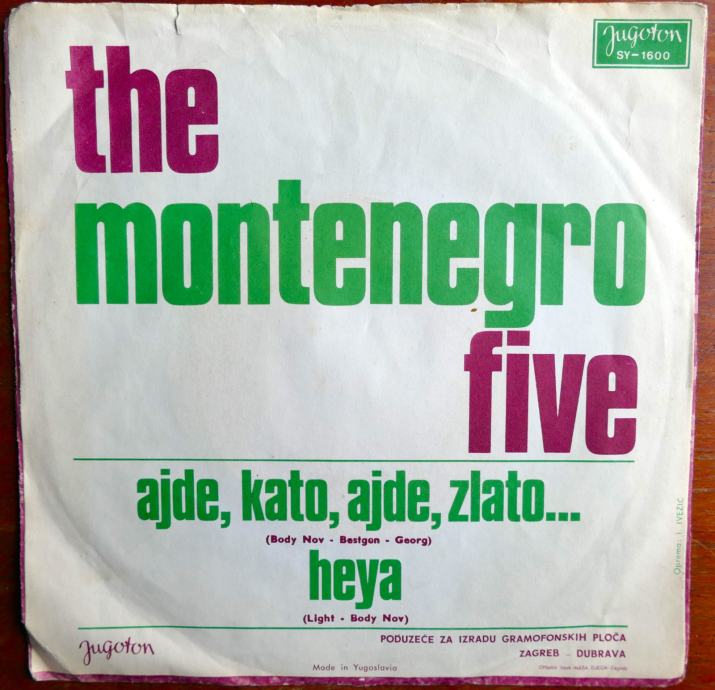 Jugoton
SY-1600
the
montenegro
five
ajde, kato, ajde, zlato...
(Body Nov - Bestgen - Georg)
heya
(Light - Body Nov)
Oprema: I. IVEZIĆ
Jugoton
PODUZEĆE ZA IZRADU GRAMOFONSKIH PLOČA
ZAGREB - DUBRAVA
Made in Yugoslavia